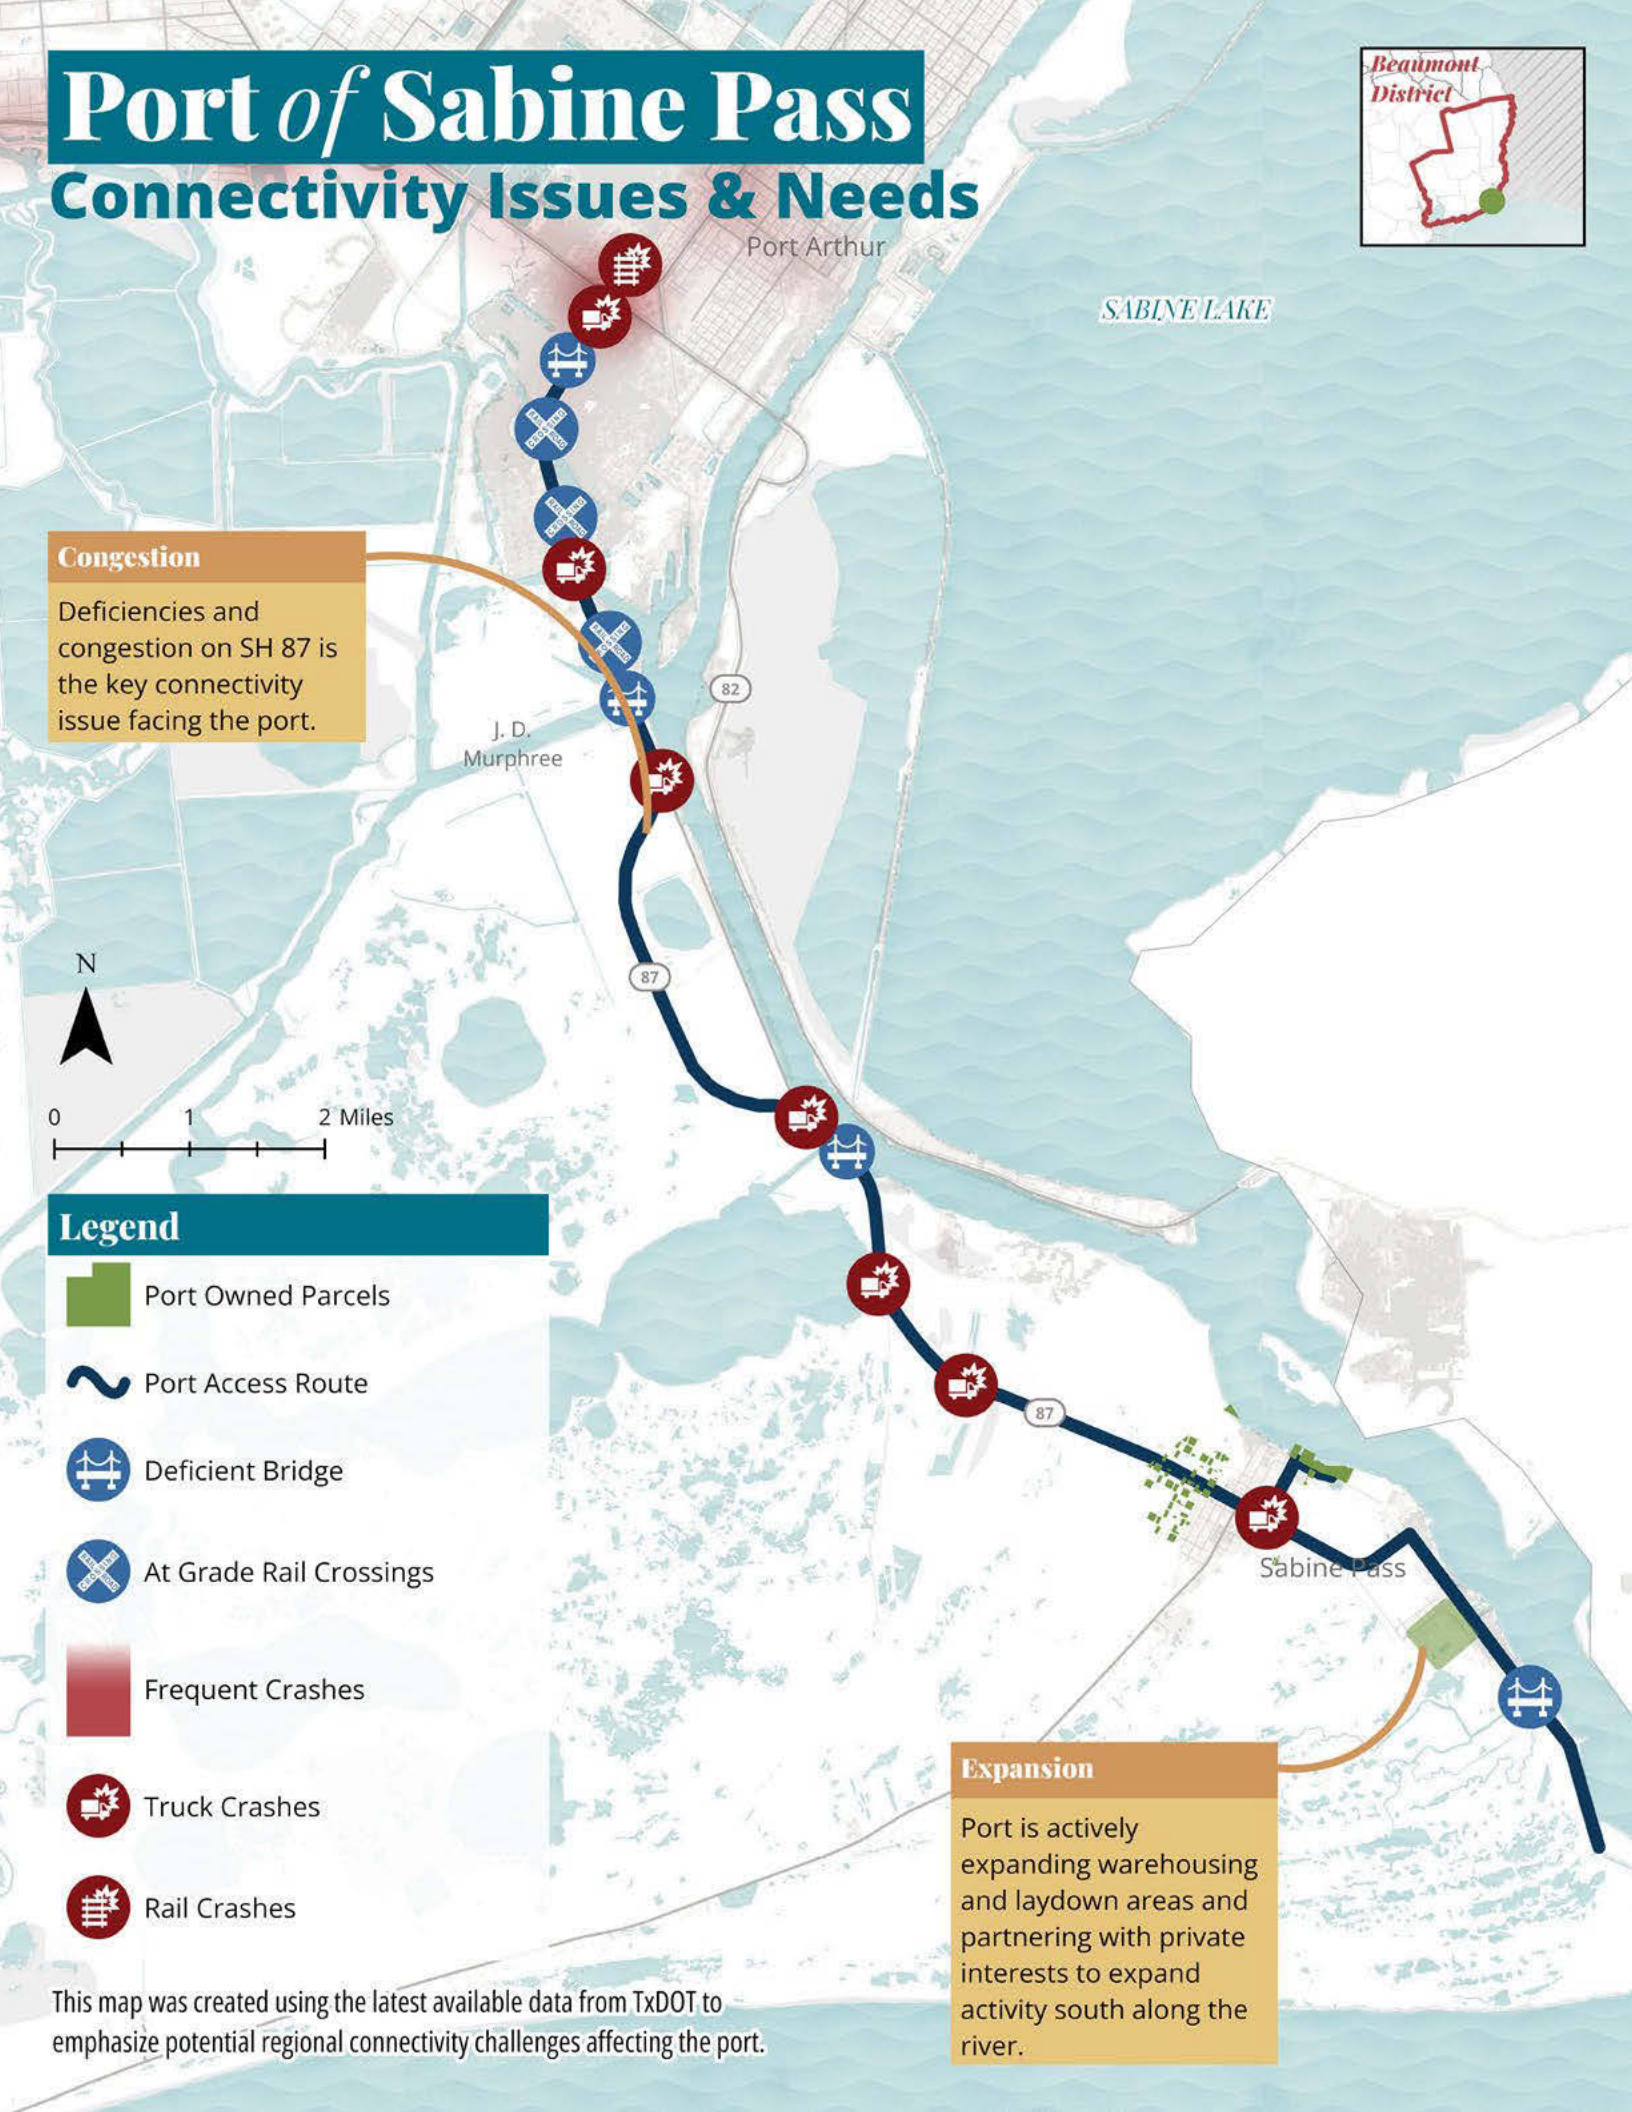 Port of Sabine Pass
Connectivity Issues & Needs
Beaumont
District
Port Arthur
SABINE LAKE
Congestion
Deficiencies and
congestion on SH 87 is
the key connectivity
issue facing the port.
82
J. D.
Murphree
N
87
0 1 2 Miles
Legend
Port Owned Parcels
Port Access Route
Deficient Bridge
At Grade Rail Crossings
Frequent Crashes
Truck Crashes
Rail Crashes
87
Sabine Pass
Expansion
Port is actively
expanding warehousing
and laydown areas and
partnering with private
interests to expand
activity south along the
river.
This map was created using the latest available data from TxDOT to
emphasize potential regional connectivity challenges affecting the port.